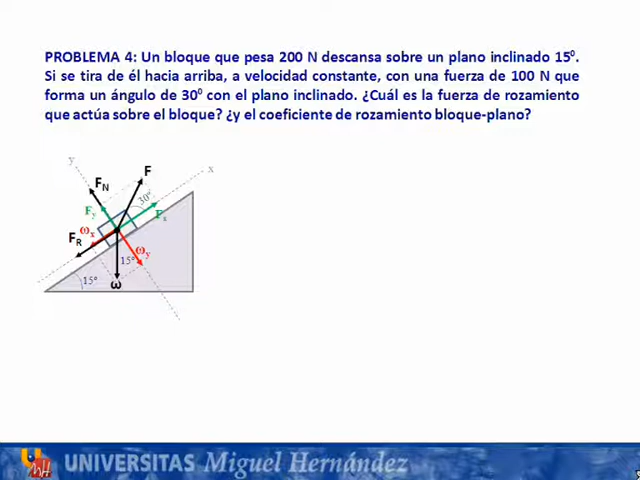 PROBLEMA 4: Un bloque que pesa 200 N descansa sobre un plano inclinado 15⁰.
Si se tira de él hacia arriba, a velocidad constante, con una fuerza de 100 N que
forma un ángulo de 30⁰ con el plano inclinado. ¿Cuál es la fuerza de rozamiento
que actúa sobre el bloque? ¿y el coeficiente de rozamiento bloque-plano?
y
x
F
F_N
30°
F_y
F_x
ω_x
F_R
ω_y
15°
15°
ω
UMH
UNIVERSITAS Miguel Hernández